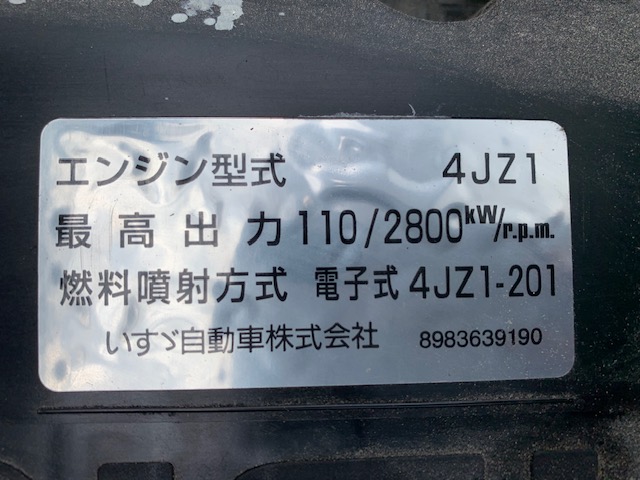 エンジン型式 4JZ1
最高出力 110/2800kW/r.p.m.
燃料噴射方式 電子式 4JZ1-201
いすゞ自動車株式会社 8983639190